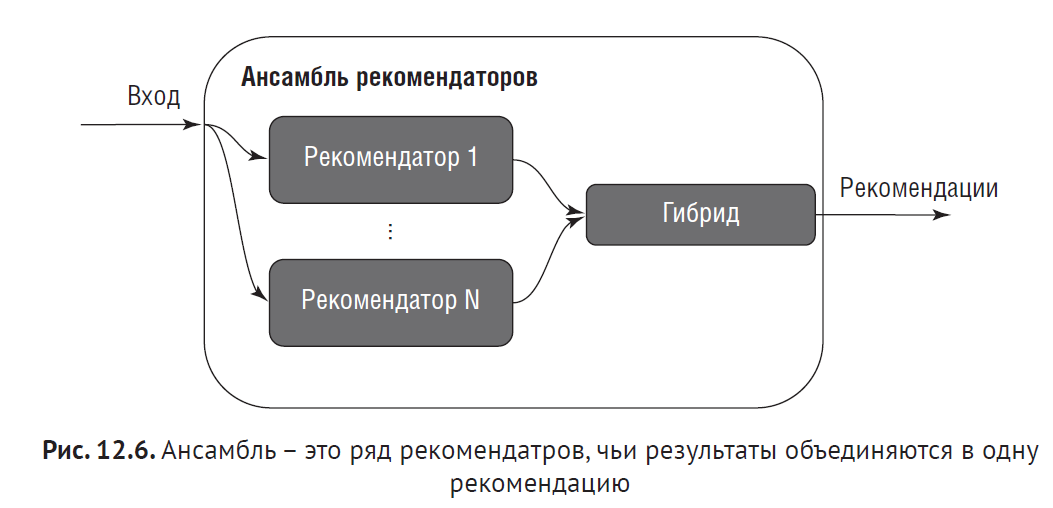 Ансамбль рекомендаторов
Вход
Рекомендатор 1
Рекомендации
Гибрид
⋮
Рекомендатор N
Рис. 12.6. Ансамбль – это ряд рекомендатров, чьи результаты объединяются в одну
рекомендацию